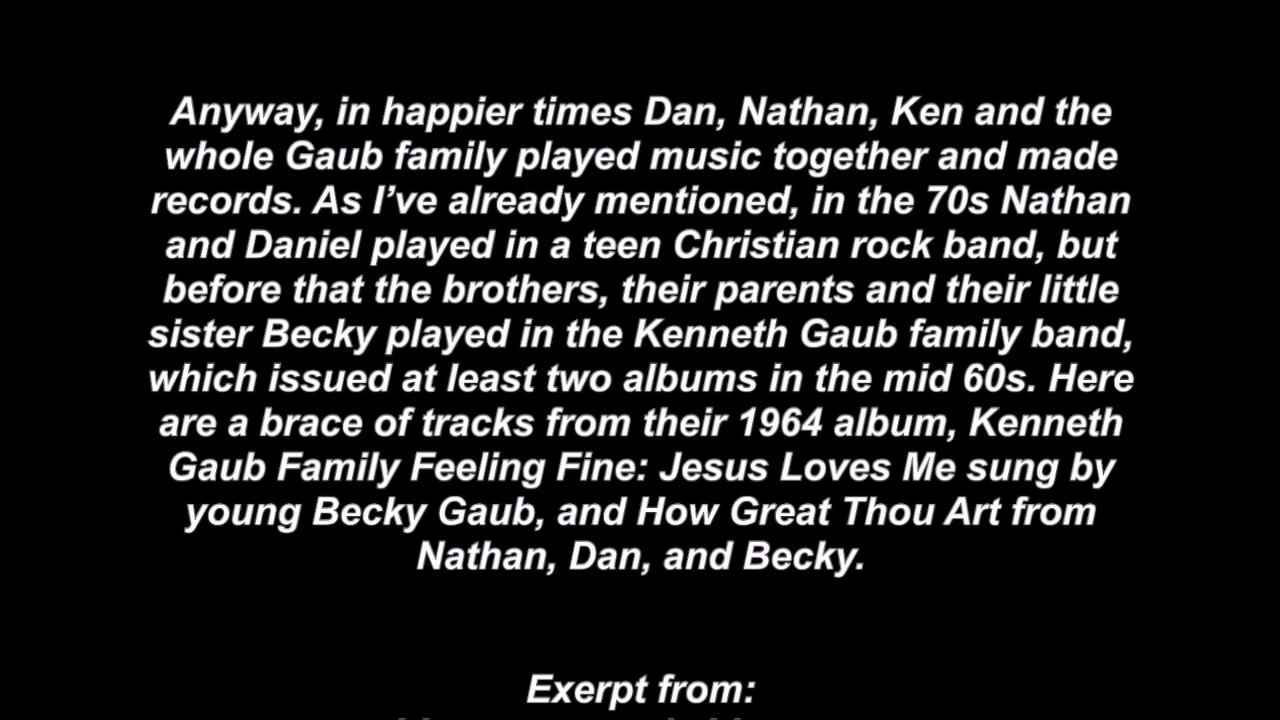 Anyway, in happier times Dan, Nathan, Ken and the
whole Gaub family played music together and made
records. As I’ve already mentioned, in the 70s Nathan
and Daniel played in a teen Christian rock band, but
before that the brothers, their parents and their little
sister Becky played in the Kenneth Gaub family band,
which issued at least two albums in the mid 60s. Here
are a brace of tracks from their 1964 album, Kenneth
Gaub Family Feeling Fine: Jesus Loves Me sung by
young Becky Gaub, and How Great Thou Art from
Nathan, Dan, and Becky.
Exerpt from: